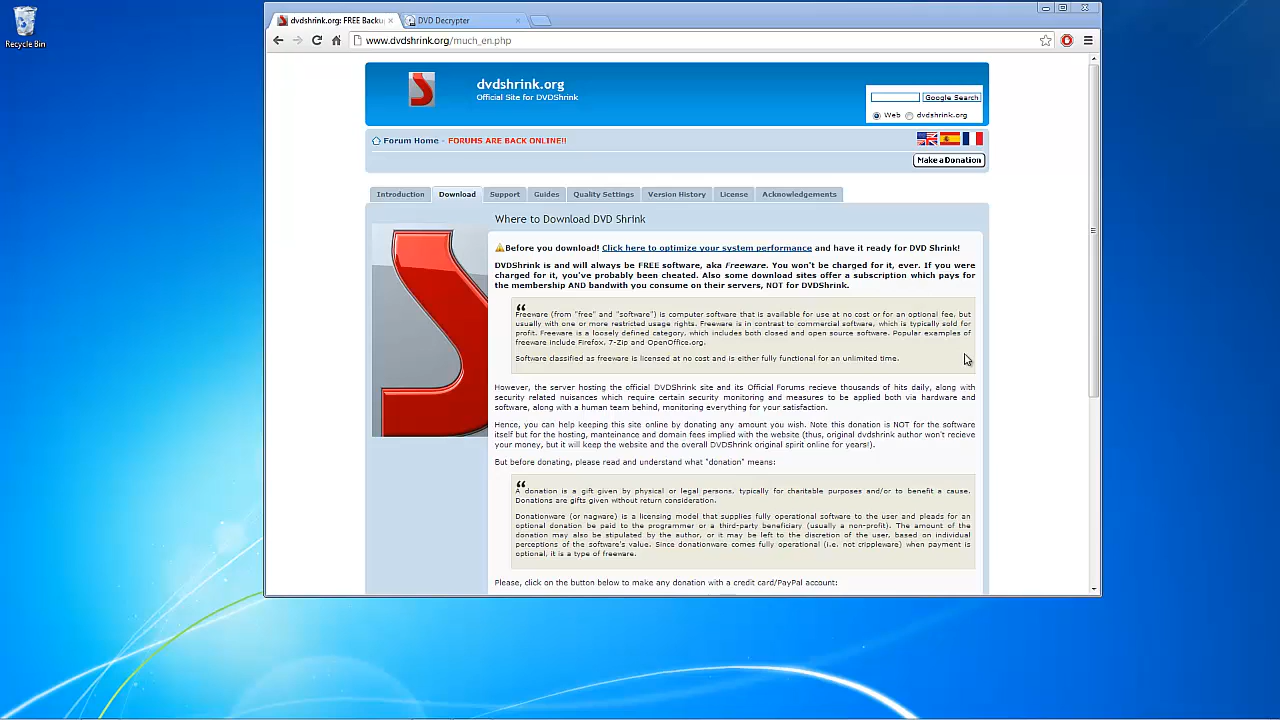 Recycle Bin
dvdshrink.org: FREE Backu
DVD Decrypter
www.dvdshrink.org/much_en.php
dvdshrink.org
Official Site for DVDShrink
Google Search
Web dvdshrink.org
Forum Home - FORUMS ARE BACK ONLINE!!
Make a Donation
Introduction Download Support Guides Quality Settings Version History License Acknowledgements
Where to Download DVD Shrink
Before you download! Click here to optimize your system performance and have it ready for DVD Shrink!
DVDShrink is and will always be FREE software, aka Freeware. You won't be charged for it, ever. If you were
charged for it, you've probably been cheated. Also some download sites offer a subscription which pays for
the membership AND bandwith you consume on their servers, NOT for DVDShrink.
“
Freeware (from "free" and "software") is computer software that is available for use at no cost or for an optional fee, but
usually with one or more restricted usage rights. Freeware is in contrast to commercial software, which is typically sold for
profit. Freeware is a loosely defined category, which includes both closed and open source software. Popular examples of
freeware include Firefox, 7-Zip and OpenOffice.org.
Software classified as freeware is licensed at no cost and is either fully functional for an unlimited time.
However, the server hosting the official DVDShrink site and its Official Forums recieve thousands of hits daily, along with
security related nuisances which require certain security monitoring and measures to be applied both via hardware and
software, along with a human team behind, monitoring everything for your satisfaction.
Hence, you can help keeping this site online by donating any amount you wish. Note this donation is NOT for the software
itself but for the hosting, manteinance and domain fees implied with the website (thus, original dvdshrink author won't recieve
your money, but it will keep the website and the overall DVDShrink original spirit online for years!).
But before donating, please read and understand what "donation" means:
“
A donation is a gift given by physical or legal persons, typically for charitable purposes and/or to benefit a cause.
Donations are gifts given without return consideration.
Donationware (or nagware) is a licensing model that supplies fully operational software to the user and pleads for an
optional donation be paid to the programmer or a third-party beneficiary (usually a non-profit). The amount of the
donation may also be stipulated by the author, or it may be left to the discretion of the user, based on individual
perceptions of the software's value. Since donationware comes fully operational (i.e. not crippleware) when payment is
optional, it is a type of freeware.
Please, click on the button below to make any donation with a credit card/PayPal account: